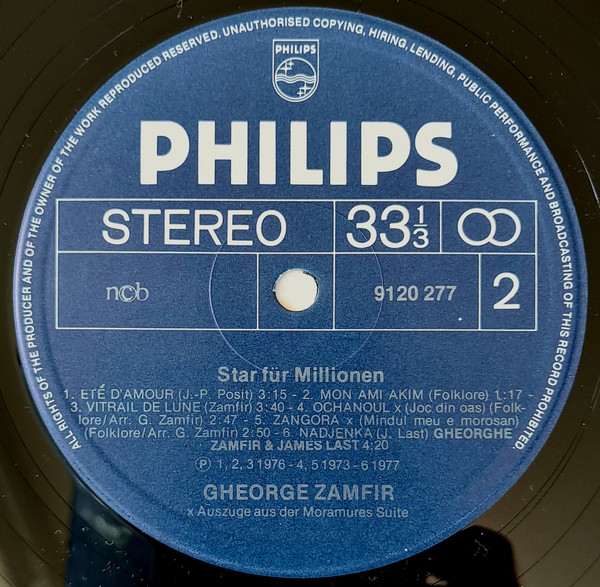 ALL RIGHTS OF THE PRODUCER AND OF THE OWNER OF THE WORK REPRODUCED RESERVED. UNAUTHORISED COPYING, HIRING, LENDING, PUBLIC PERFORMANCE AND BROADCASTING OF THIS RECORD PROHIBITED.
PHILIPS
PHILIPS
STEREO 33 1/3
ncb 9120 277 2
Star für Millionen
1. ETÉ D'AMOUR (J.-P. Posit) 3:15 - 2. MON AMI AKIM (Folklore) 1:17 -
3. VITRAIL DE LUNE (Zamfir) 3:40 - 4. OCHANOUL x (Joc din oas) (Folk-
lore/Arr. G. Zamfir) 2:47 - 5. ZANGORA x (Mindul meu e morosan)
(Folklore/Arr. G. Zamfir) 2:50 - 6. NADJENKA (J. Last) GHEORGHE
ZAMFIR & JAMES LAST 4:20
Ⓟ 1, 2, 3 1976 - 4, 5 1973 - 6 1977
GHEORGE ZAMFIR
x Auszuge aus der Moramures Suite